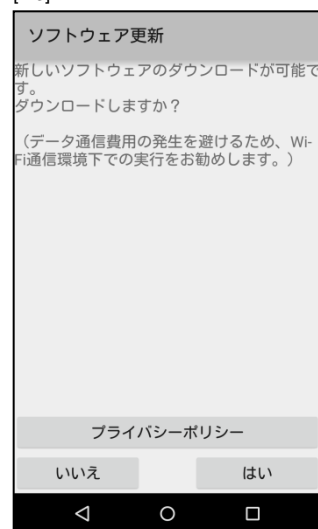 ソフトウェア更新
新しいソフトウェアのダウンロードが可能で
す。
ダウンロードしますか？
（データ通信費用の発生を避けるため、Wi-
Fi通信環境下での実行をお勧めします。）
プライバシーポリシー
いいえ
はい